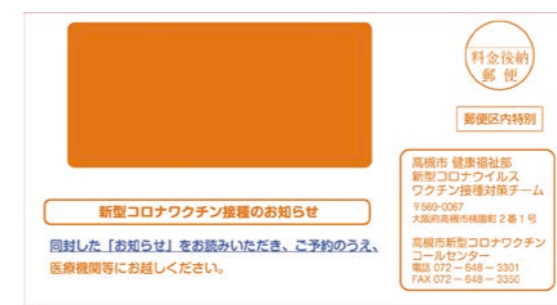 料金後納
郵便
郵便区内特別
新型コロナワクチン接種のお知らせ
同封した「お知らせ」をお読みいただき、ご予約のうえ、
医療機関等にお越しください。
高槻市 健康福祉部
新型コロナウイルス
ワクチン接種対策チーム
〒569-0067
大阪府高槻市桃園町2番1号
高槻市新型コロナワクチン
コールセンター
電話 072-648-3301
FAX 072-648-3350